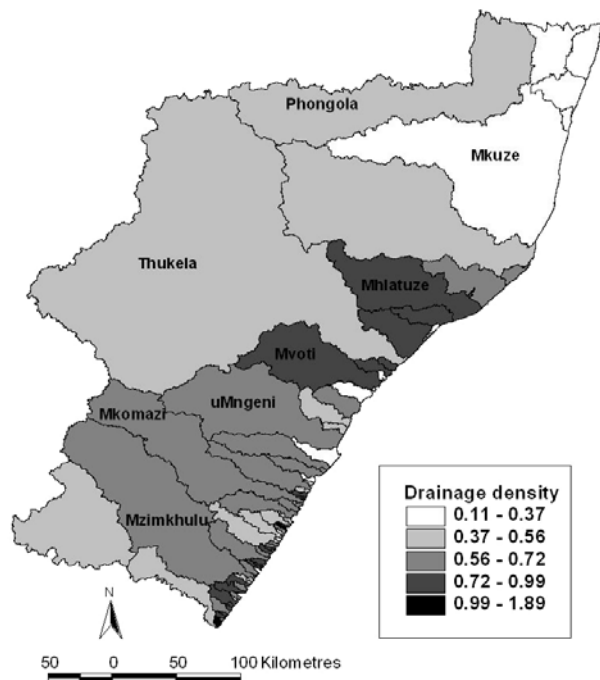 Phongola
Mkuze
Thukela
Mhlatuze
Mvoti
uMngeni
Mkomazi
Mzimkhulu
Drainage density
0.11 - 0.37
0.37 - 0.56
0.56 - 0.72
0.72 - 0.99
0.99 - 1.89
N
50 0 50 100 Kilometres